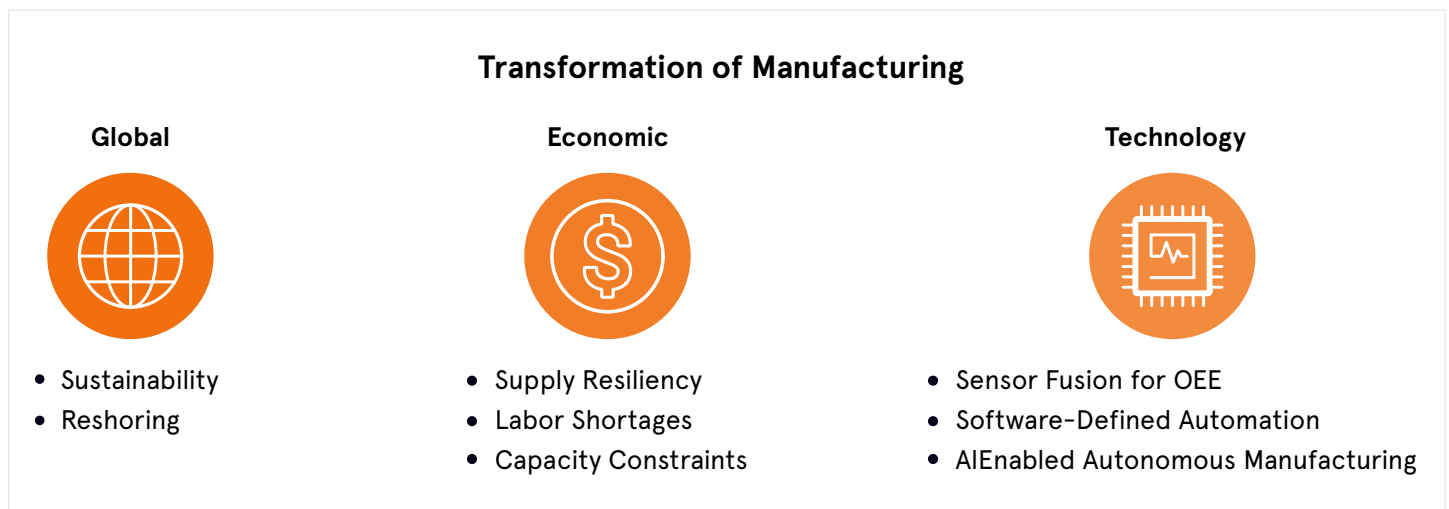 Transformation of Manufacturing
Global
Sustainability
Reshoring
Economic
Supply Resiliency
Labor Shortages
Capacity Constraints
Technology
Sensor Fusion for OEE
Software-Defined Automation
AIEnabled Autonomous Manufacturing